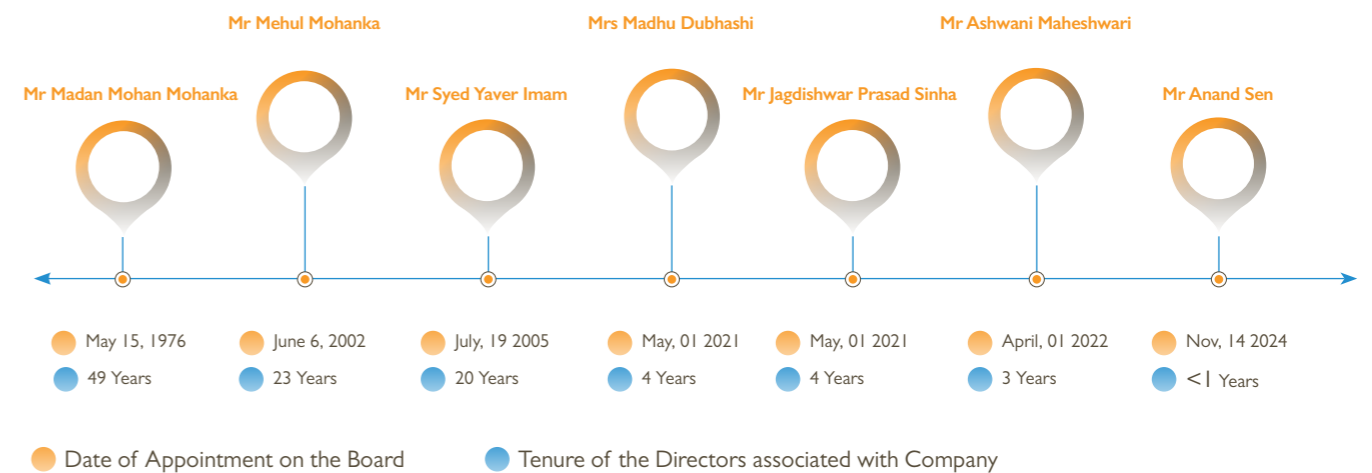 Mr Mehul Mohanka
Mrs Madhu Dubhashi
Mr Ashwani Maheshwari
Mr Madan Mohan Mohanka
Mr Syed Yaver Imam
Mr Jagdishwar Prasad Sinha
Mr Anand Sen
May 15, 1976
June 6, 2002
July, 19 2005
May, 01 2021
May, 01 2021
April, 01 2022
Nov, 14 2024
49 Years
23 Years
20 Years
4 Years
4 Years
3 Years
<1 Years
Date of Appointment on the Board
Tenure of the Directors associated with Company